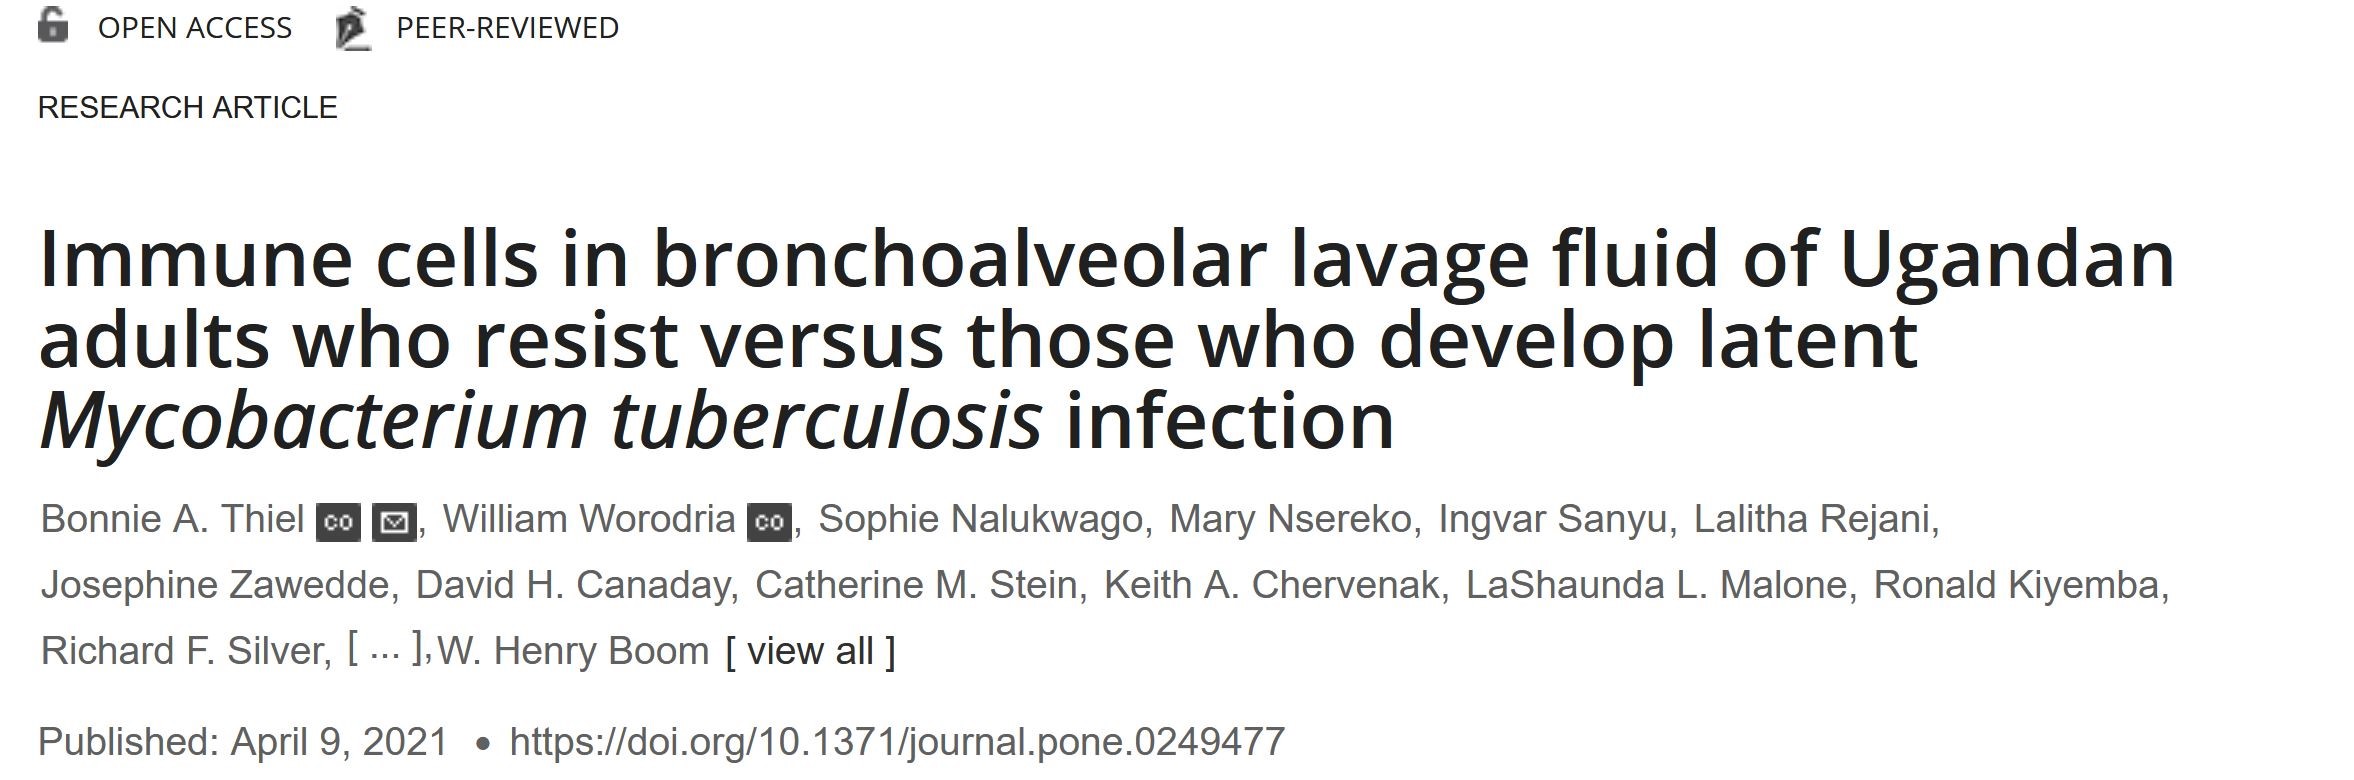 OPEN ACCESS PEER-REVIEWED
RESEARCH ARTICLE
Immune cells in bronchoalveolar lavage fluid of Ugandan
adults who resist versus those who develop latent
Mycobacterium tuberculosis infection
Bonnie A. Thiel co, William Worodria co, Sophie Nalukwago, Mary Nsereko, Ingvar Sanyu, Lalitha Rejani,
Josephine Zawedde, David H. Canaday, Catherine M. Stein, Keith A. Chervenak, LaShaunda L. Malone, Ronald Kiyemba,
Richard F. Silver, [ ... ],W. Henry Boom [ view all ]
Published: April 9, 2021 • https://doi.org/10.1371/journal.pone.0249477